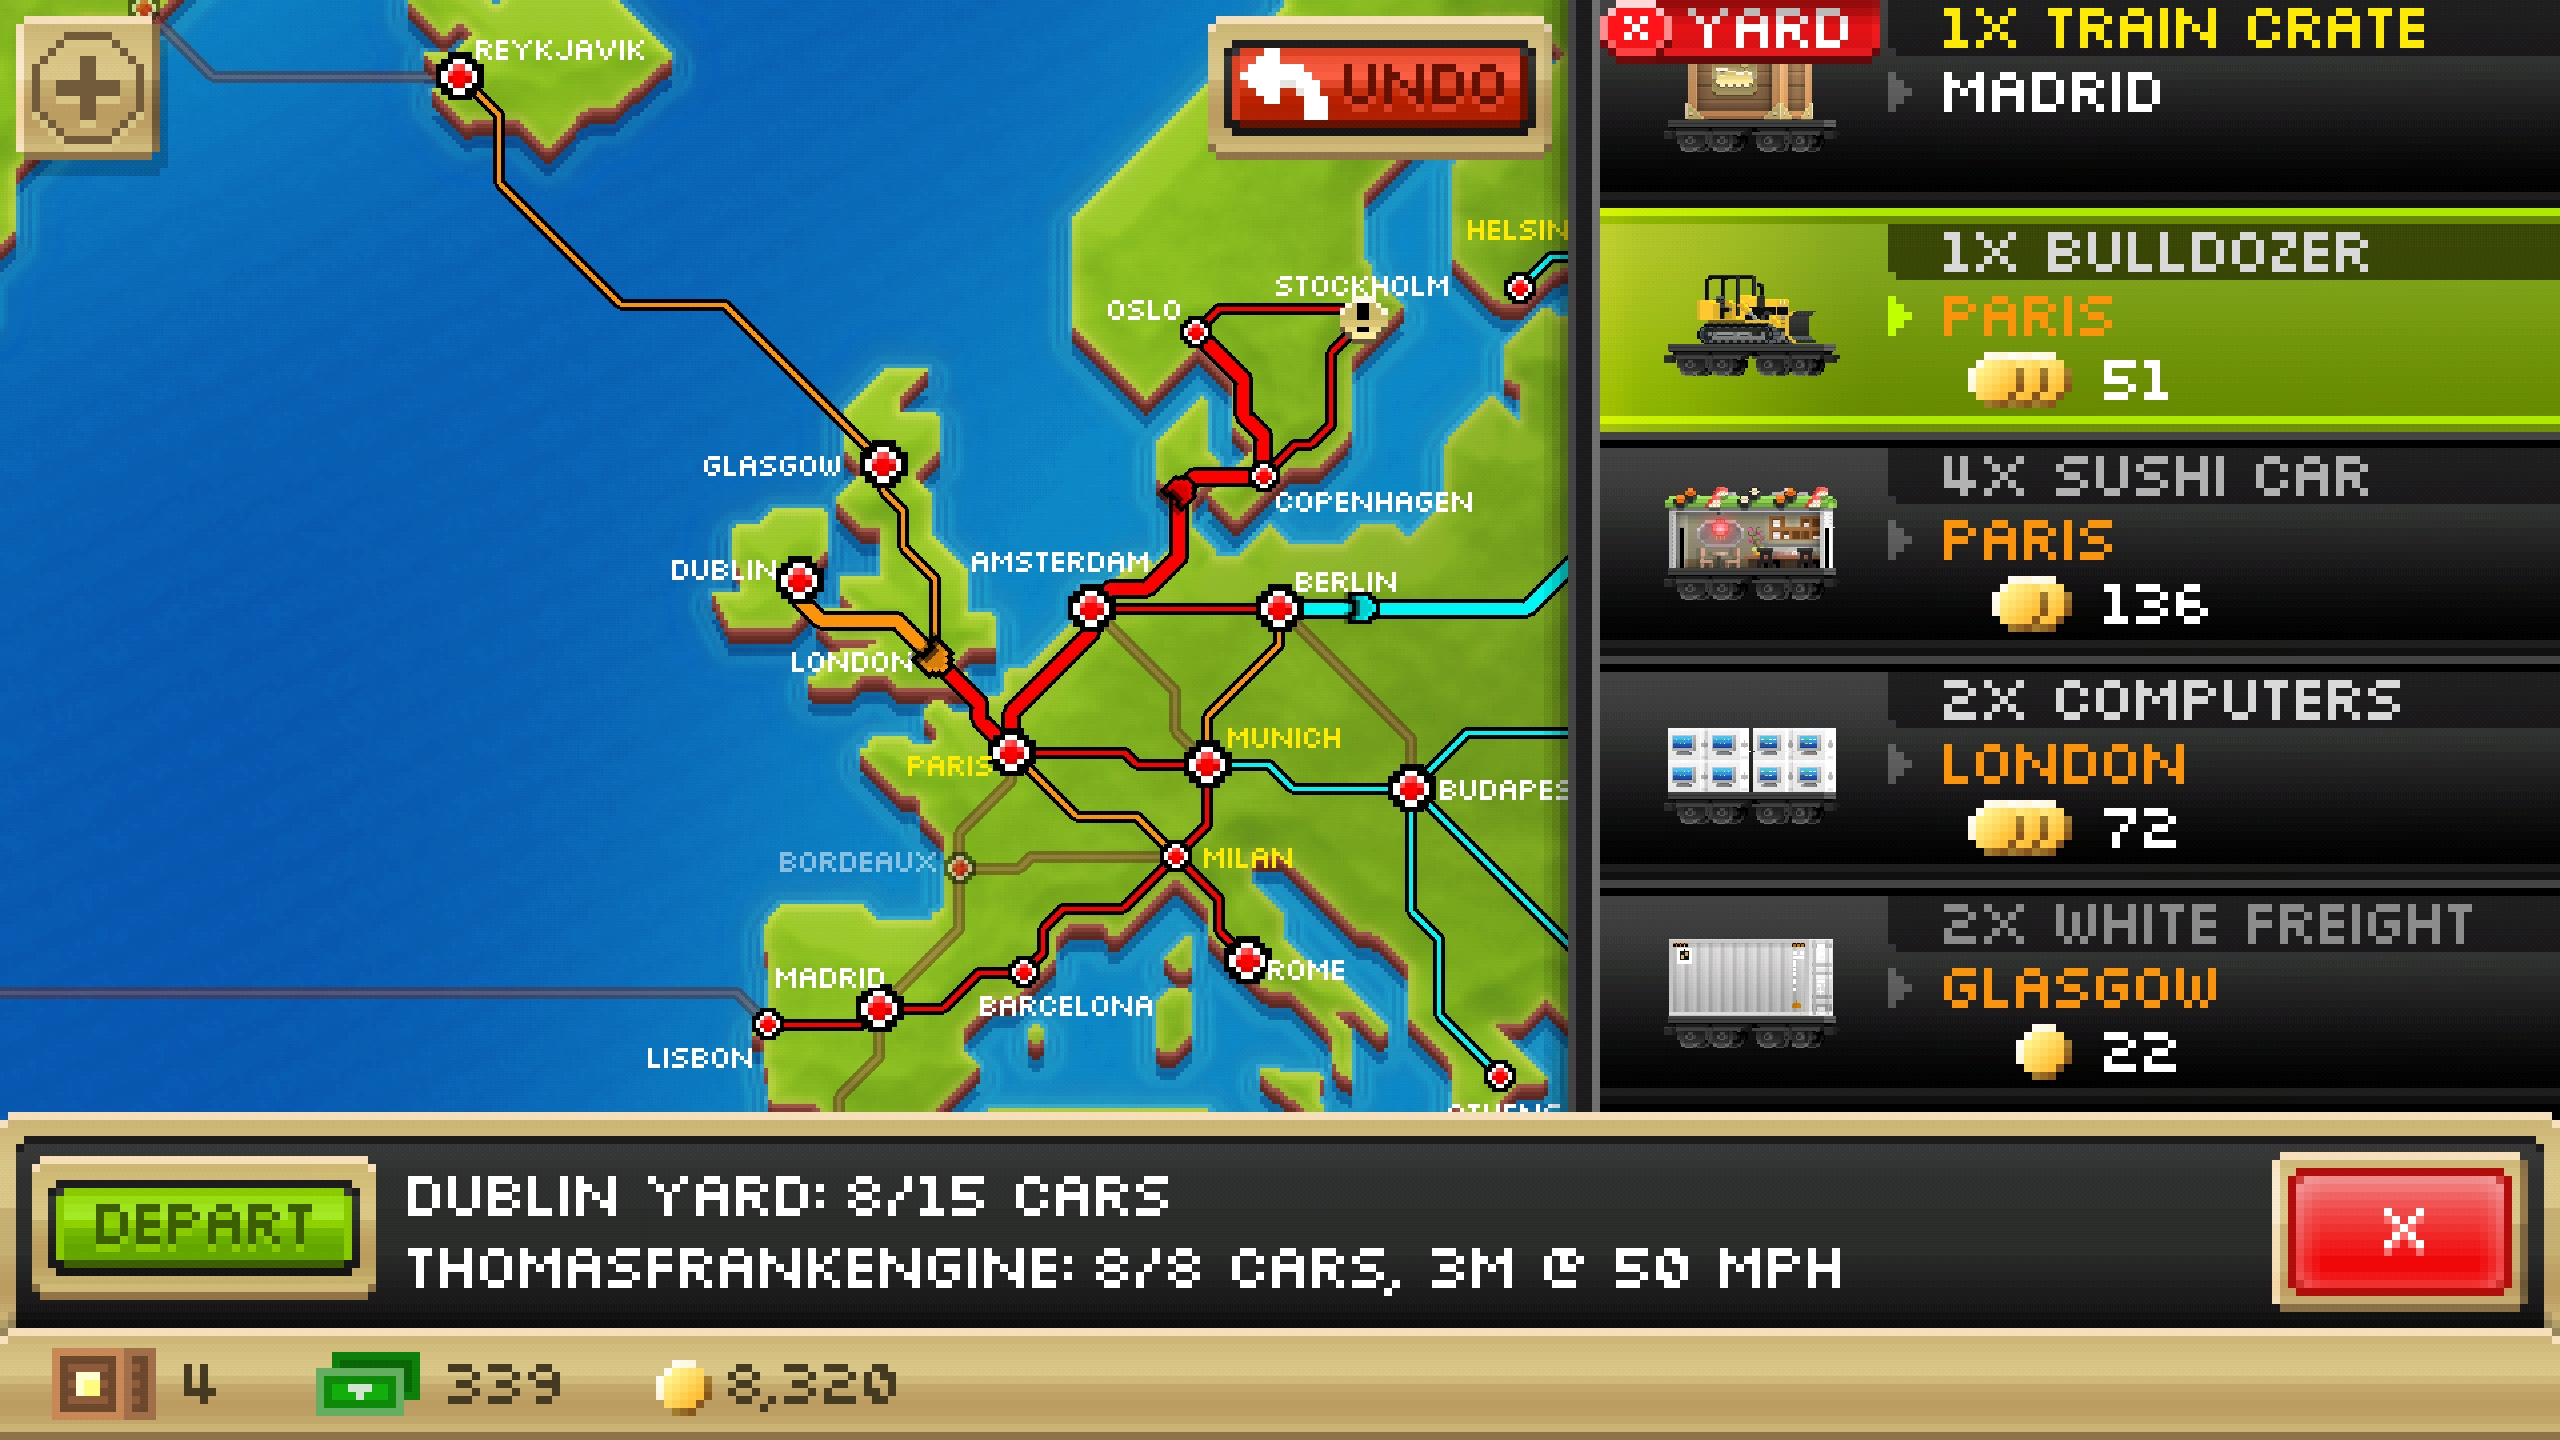 REYKJAVIK
UNDO
HELSIN
STOCKHOLM
OSLO
GLASGOW
COPENHAGEN
AMSTERDAM
DUBLIN
BERLIN
LONDON
MUNICH
PARIS
BUDAPES
BORDEAUX
MILAN
MADRID
ROME
BARCELONA
LISBON
ATHENS
X YARD
1X TRAIN CRATE
MADRID
1X BULLDOZER
PARIS
51
4X SUSHI CAR
PARIS
136
2X COMPUTERS
LONDON
72
2X WHITE FREIGHT
GLASGOW
22
DEPART
DUBLIN YARD: 8/15 CARS
THOMASFRANKENGINE: 8/8 CARS, 3M @ 50 MPH
X
4
339
8,320